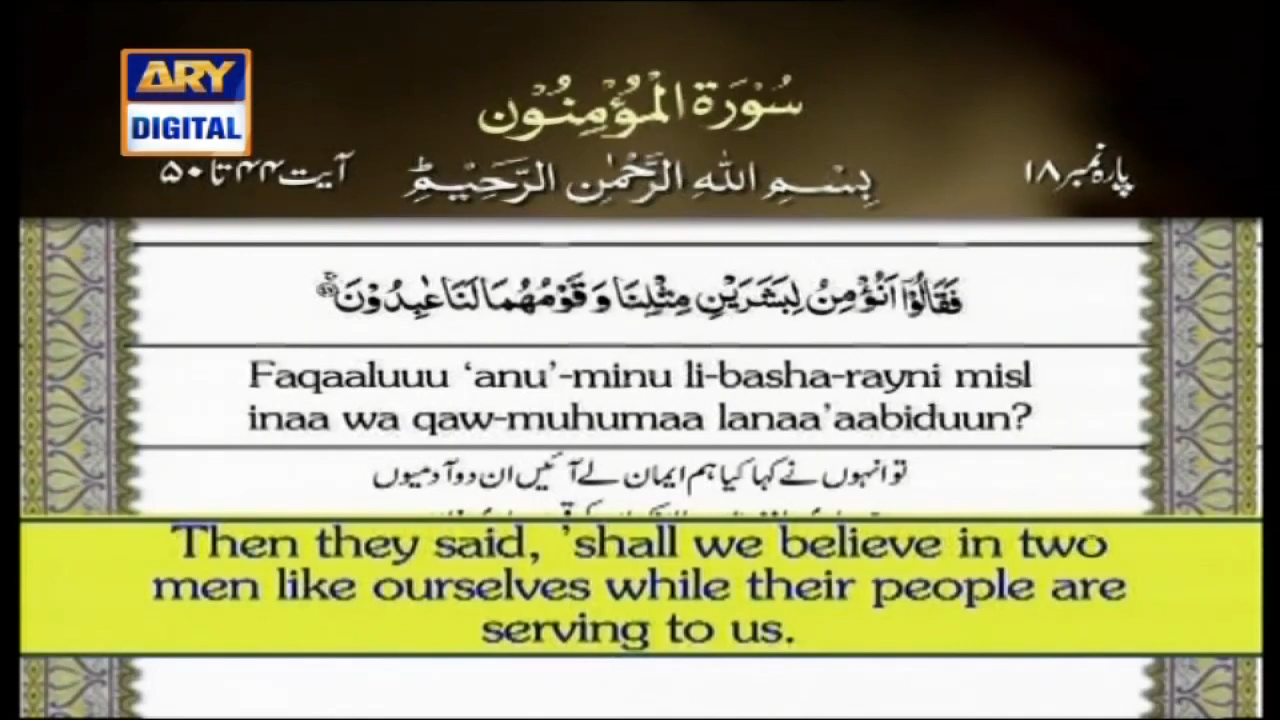 ARY
DIGITAL
سُوْرَةُ الْمُؤْمِنُوْن
پارہ نمبر ۱۸
بِسْمِ اللهِ الرَّحْمٰنِ الرَّحِيْمِ
آیت ۴۴ تا ۵۰
فَقَالُوْۤا اَنُؤْمِنُ لِبَشَرَيْنِ مِثْلِنَا وَ قَوْمُهُمَا لَنَا عٰبِدُوْنَ
Faqaaluuu ‘anu’-minu li-basha-rayni misl
inaa wa qaw-muhumaa lanaa’aabiduun?
تو انہوں نے کہا کیا ہم ایمان لے آئیں ان دو آدمیوں
Then they said, ’shall we believe in two
men like ourselves while their people are
serving to us.